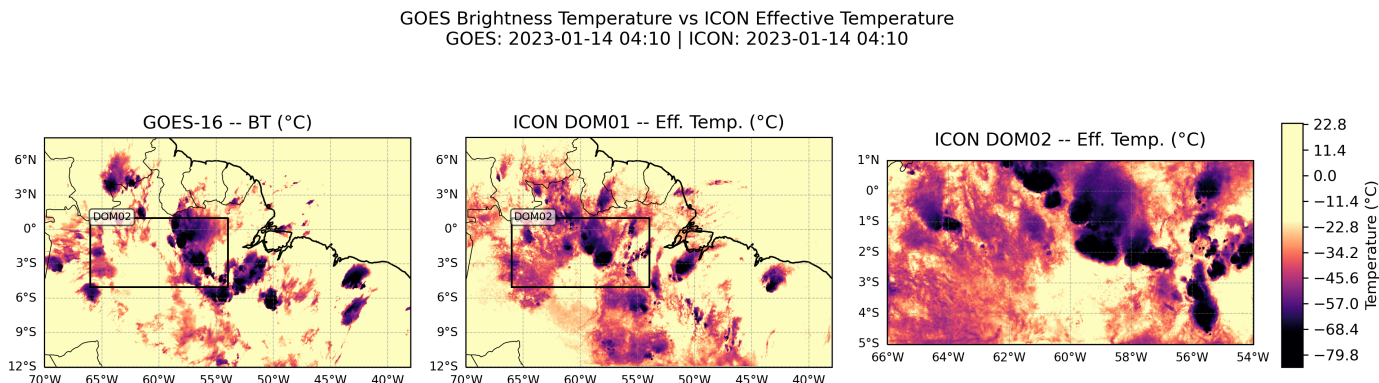 GOES Brightness Temperature vs ICON Effective Temperature
GOES: 2023-01-14 04:10 | ICON: 2023-01-14 04:10
GOES-16 -- BT (°C)
ICON DOM01 -- Eff. Temp. (°C)
ICON DOM02 -- Eff. Temp. (°C)
6°N
3°N
0°
3°S
6°S
9°S
12°S
70°W
65°W
60°W
55°W
50°W
45°W
40°W
DOM02
6°N
3°N
0°
3°S
6°S
9°S
12°S
70°W
65°W
60°W
55°W
50°W
45°W
40°W
DOM02
1°N
0°
1°S
2°S
3°S
4°S
5°S
66°W
64°W
62°W
60°W
58°W
56°W
54°W
22.8
11.4
0.0
−11.4
−22.8
−34.2
−45.6
−57.0
−68.4
−79.8
Temperature (°C)